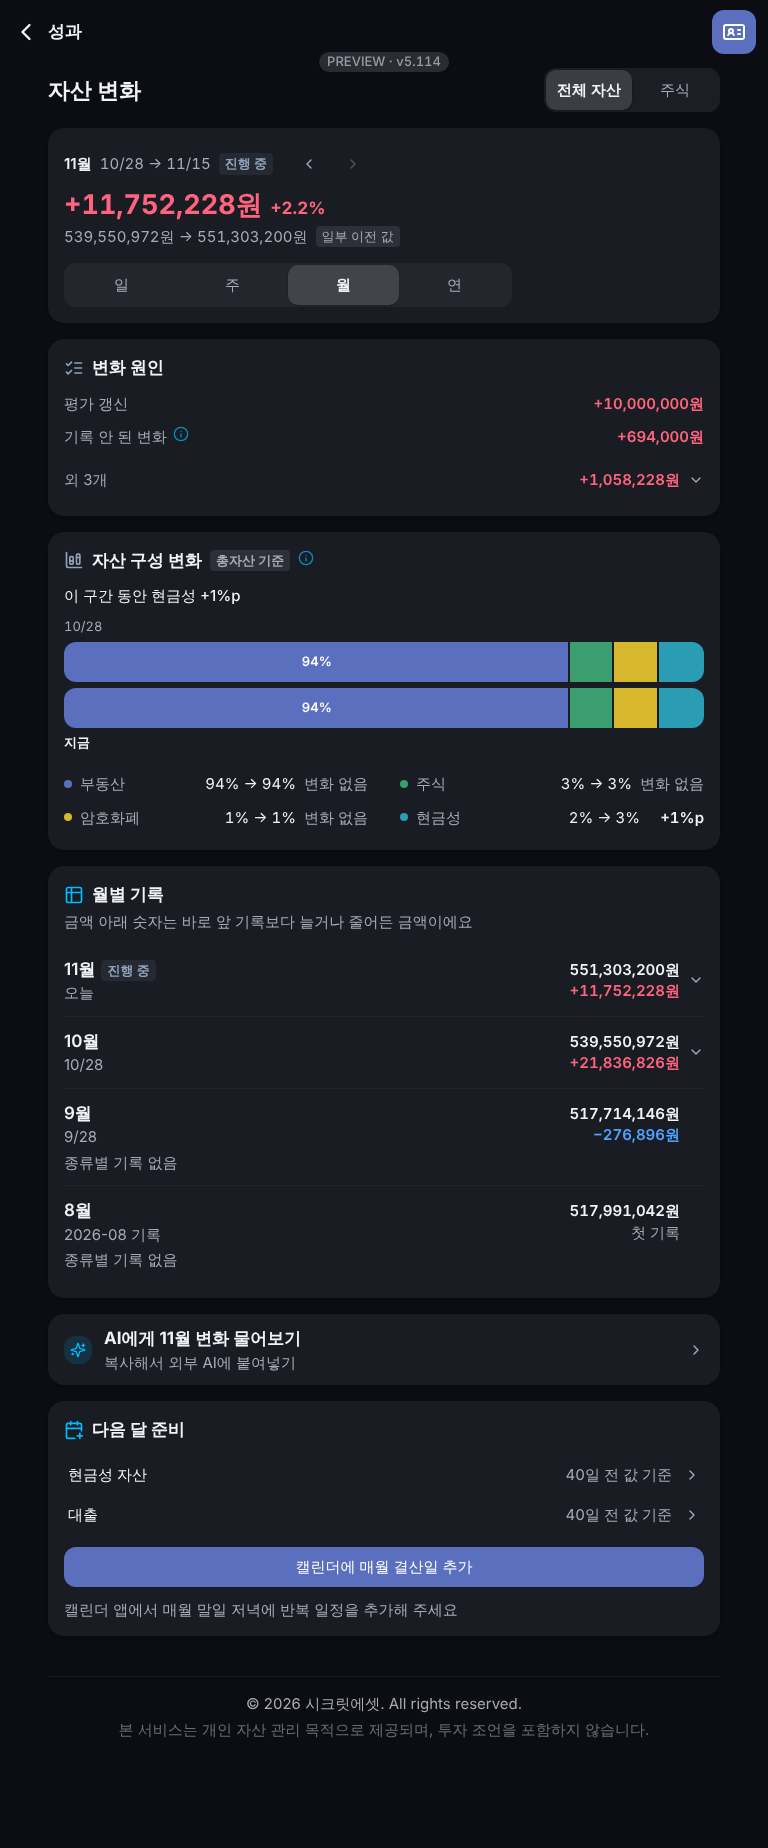 성과
PREVIEW · v5.114
자산 변화
전체 자산 주식
11월 10/28 → 11/15 진행 중
+11,752,228원 +2.2%
539,550,972원 → 551,303,200원 일부 이전 값
일 주 월 연
변화 원인
평가 갱신 +10,000,000원
기록 안 된 변화 +694,000원
외 3개 +1,058,228원
자산 구성 변화 총자산 기준
이 구간 동안 현금성 +1%p
10/28
94%
94%
지금
부동산 94% → 94% 변화 없음 주식 3% → 3% 변화 없음
암호화폐 1% → 1% 변화 없음 현금성 2% → 3% +1%p
월별 기록
금액 아래 숫자는 바로 앞 기록보다 늘거나 줄어든 금액이에요
11월 진행 중 551,303,200원
오늘 +11,752,228원
10월 539,550,972원
10/28 +21,836,826원
9월 517,714,146원
9/28 −276,896원
종류별 기록 없음
8월 517,991,042원
2026-08 기록 첫 기록
종류별 기록 없음
AI에게 11월 변화 물어보기
복사해서 외부 AI에 붙여넣기
다음 달 준비
현금성 자산 40일 전 값 기준
대출 40일 전 값 기준
캘린더에 매월 결산일 추가
캘린더 앱에서 매월 말일 저녁에 반복 일정을 추가해 주세요
© 2026 시크릿에셋. All rights reserved.
본 서비스는 개인 자산 관리 목적으로 제공되며, 투자 조언을 포함하지 않습니다.